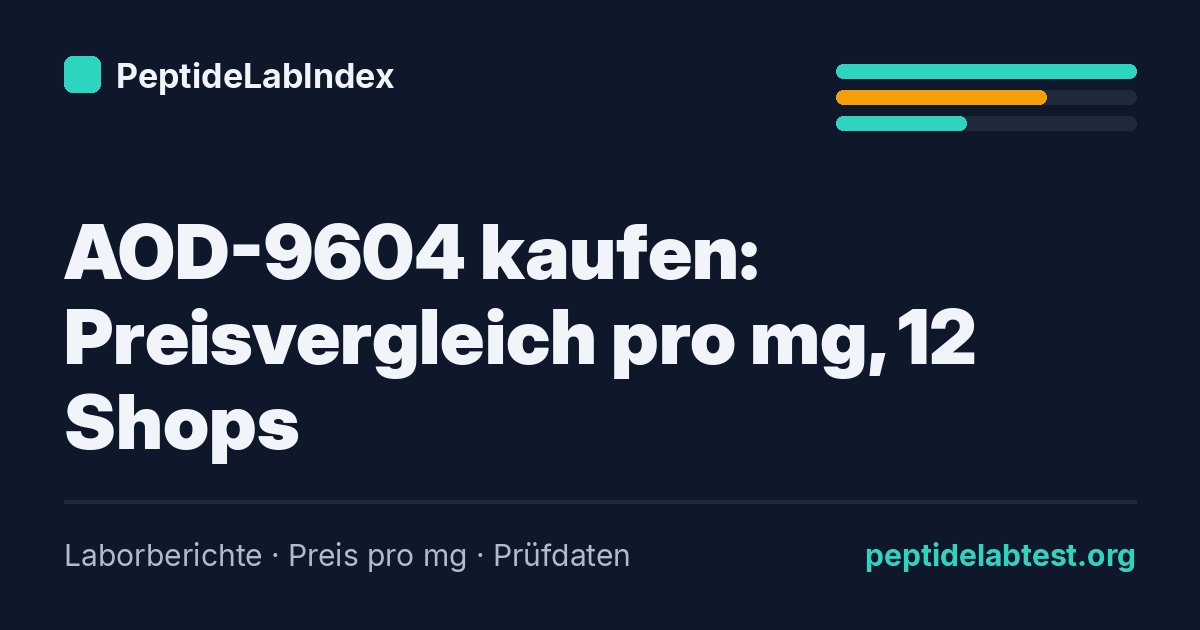 PeptideLabIndex
AOD-9604 kaufen:
Preisvergleich pro mg, 12
Shops
Laborberichte · Preis pro mg · Prüfdaten
peptidelabtest.org